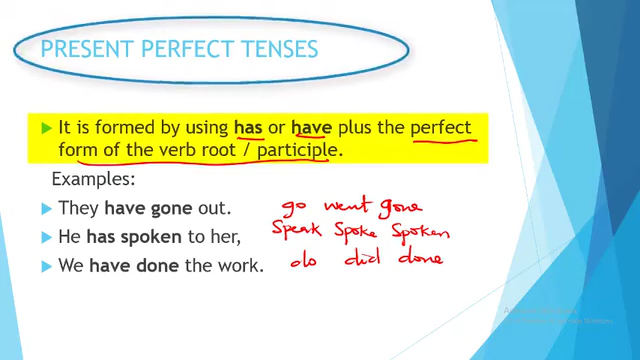 PRESENT PERFECT TENSES
It is formed by using has or have plus the perfect
form of the verb root / participle.
Examples:
They have gone out.
go went gone
He has spoken to her,
Speak Spoke Spoken
We have done the work.
do did done